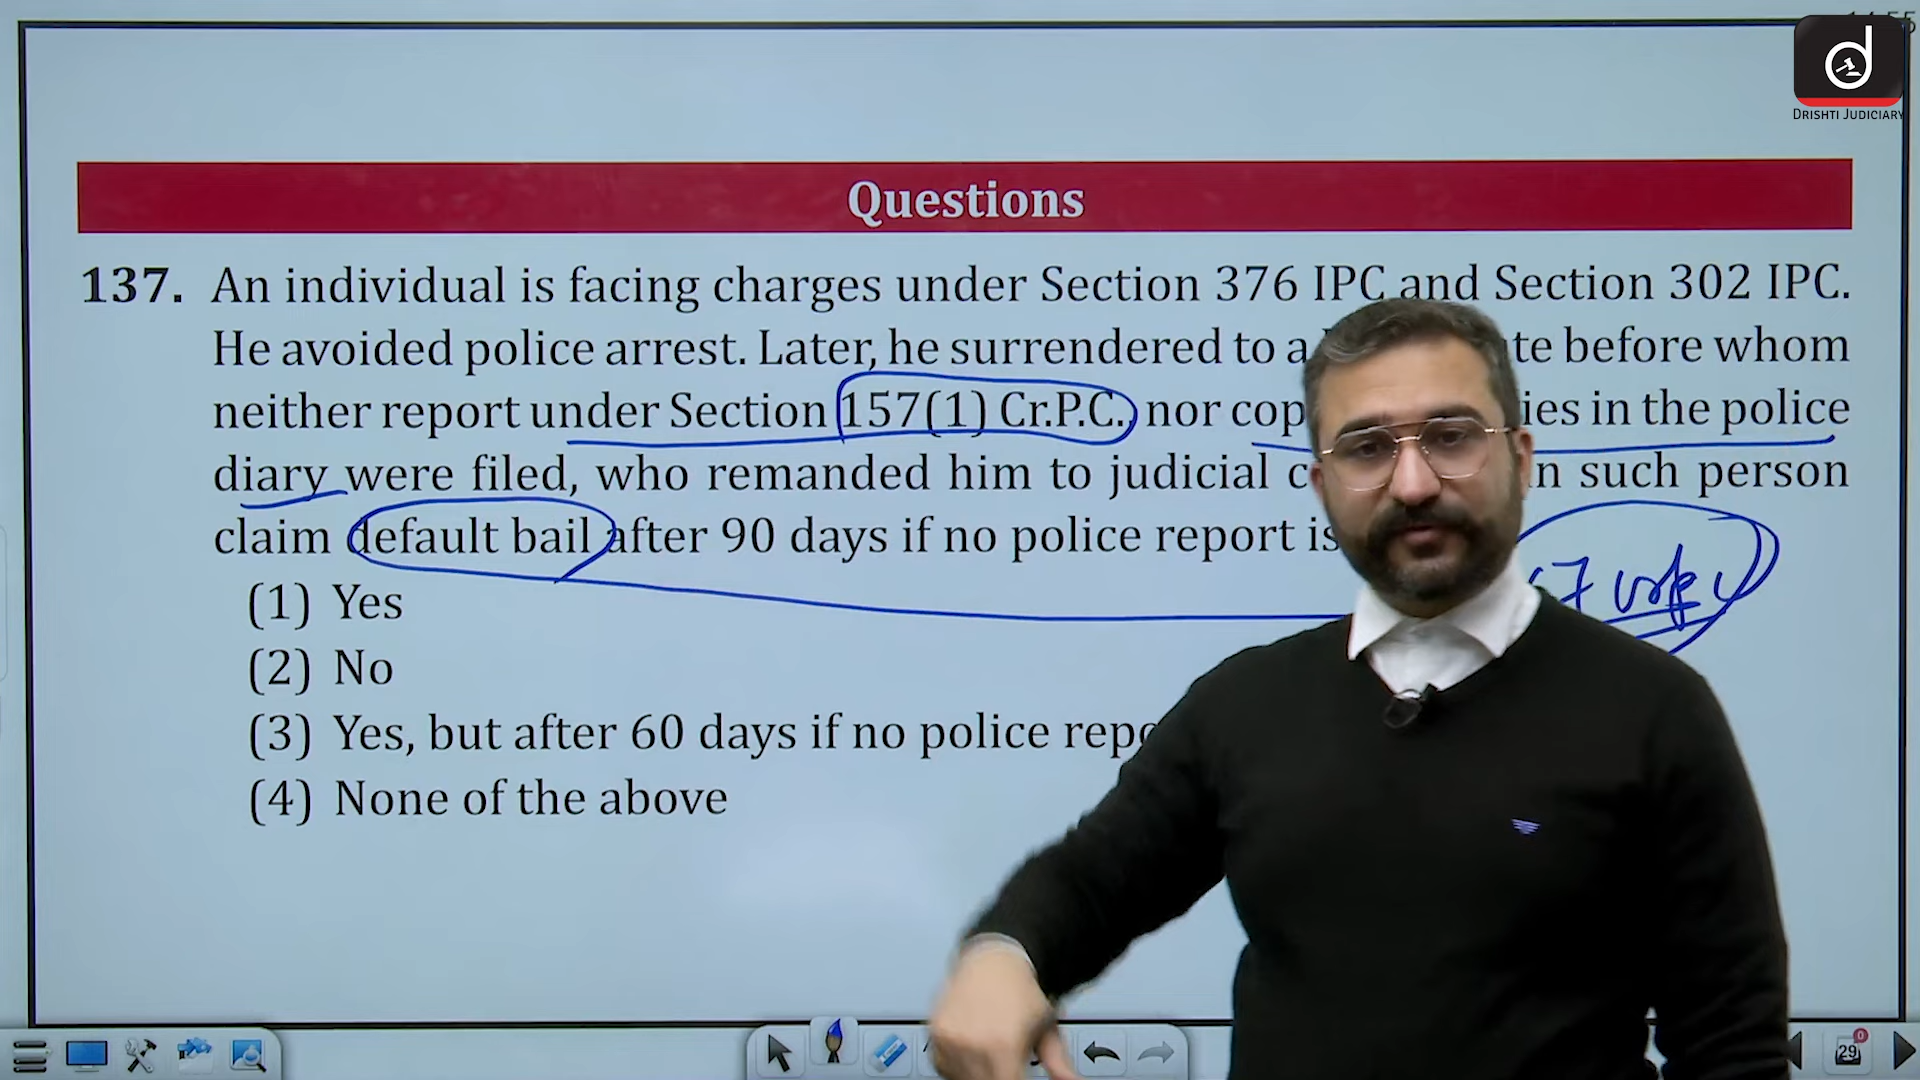 DRISHTI JUDICIARY
Questions
137. An individual is facing charges under Section 376 IPC and Section 302 IPC.
He avoided police arrest. Later, he surrendered to a te before whom
neither report under Section 157(1) Cr.P.C. nor cop ies in the police
diary were filed, who remanded him to judicial c n such person
claim default bail after 90 days if no police report is
(1) Yes
(2) No
(3) Yes, but after 60 days if no police repo
(4) None of the above
29
0